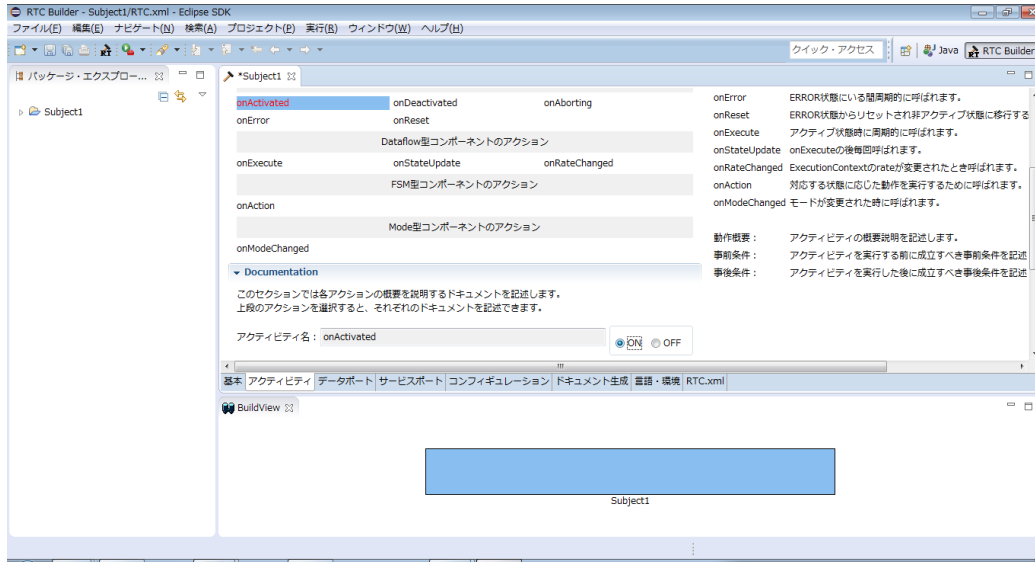 RTC Builder - Subject1/RTC.xml - Eclipse SDK
ファイル(F) 編集(E) ナビゲート(N) 検索(A) プロジェクト(P) 実行(R) ウィンドウ(W) ヘルプ(H)
クイック・アクセス Java RTC Builder
パッケージ・エクスプロー...
Subject1
*Subject1
onActivated onDeactivated onAborting
onError onReset
Dataflow型コンポーネントのアクション
onExecute onStateUpdate onRateChanged
FSM型コンポーネントのアクション
onAction
Mode型コンポーネントのアクション
onModeChanged
Documentation
このセクションでは各アクションの概要を説明するドキュメントを記述します。
上段のアクションを選択すると、それぞれのドキュメントを記述できます。
アクティビティ名： onActivated ON OFF
onError ERROR状態にいる間周期的に呼ばれます。
onReset ERROR状態からリセットされ非アクティブ状態に移行する
onExecute アクティブ状態時に周期的に呼ばれます。
onStateUpdate onExecuteの後毎回呼ばれます。
onRateChanged ExecutionContextのrateが変更されたとき呼ばれます。
onAction 対応する状態に応じた動作を実行するために呼ばれます。
onModeChanged モードが変更された時に呼ばれます。
動作概要： アクティビティの概要説明を記述します。
事前条件： アクティビティを実行する前に成立すべき事前条件を記述
事後条件： アクティビティを実行した後に成立すべき事後条件を記述
基本 アクティビティ データポート サービスポート コンフィギュレーション ドキュメント生成 言語・環境 RTC.xml
BuildView
Subject1